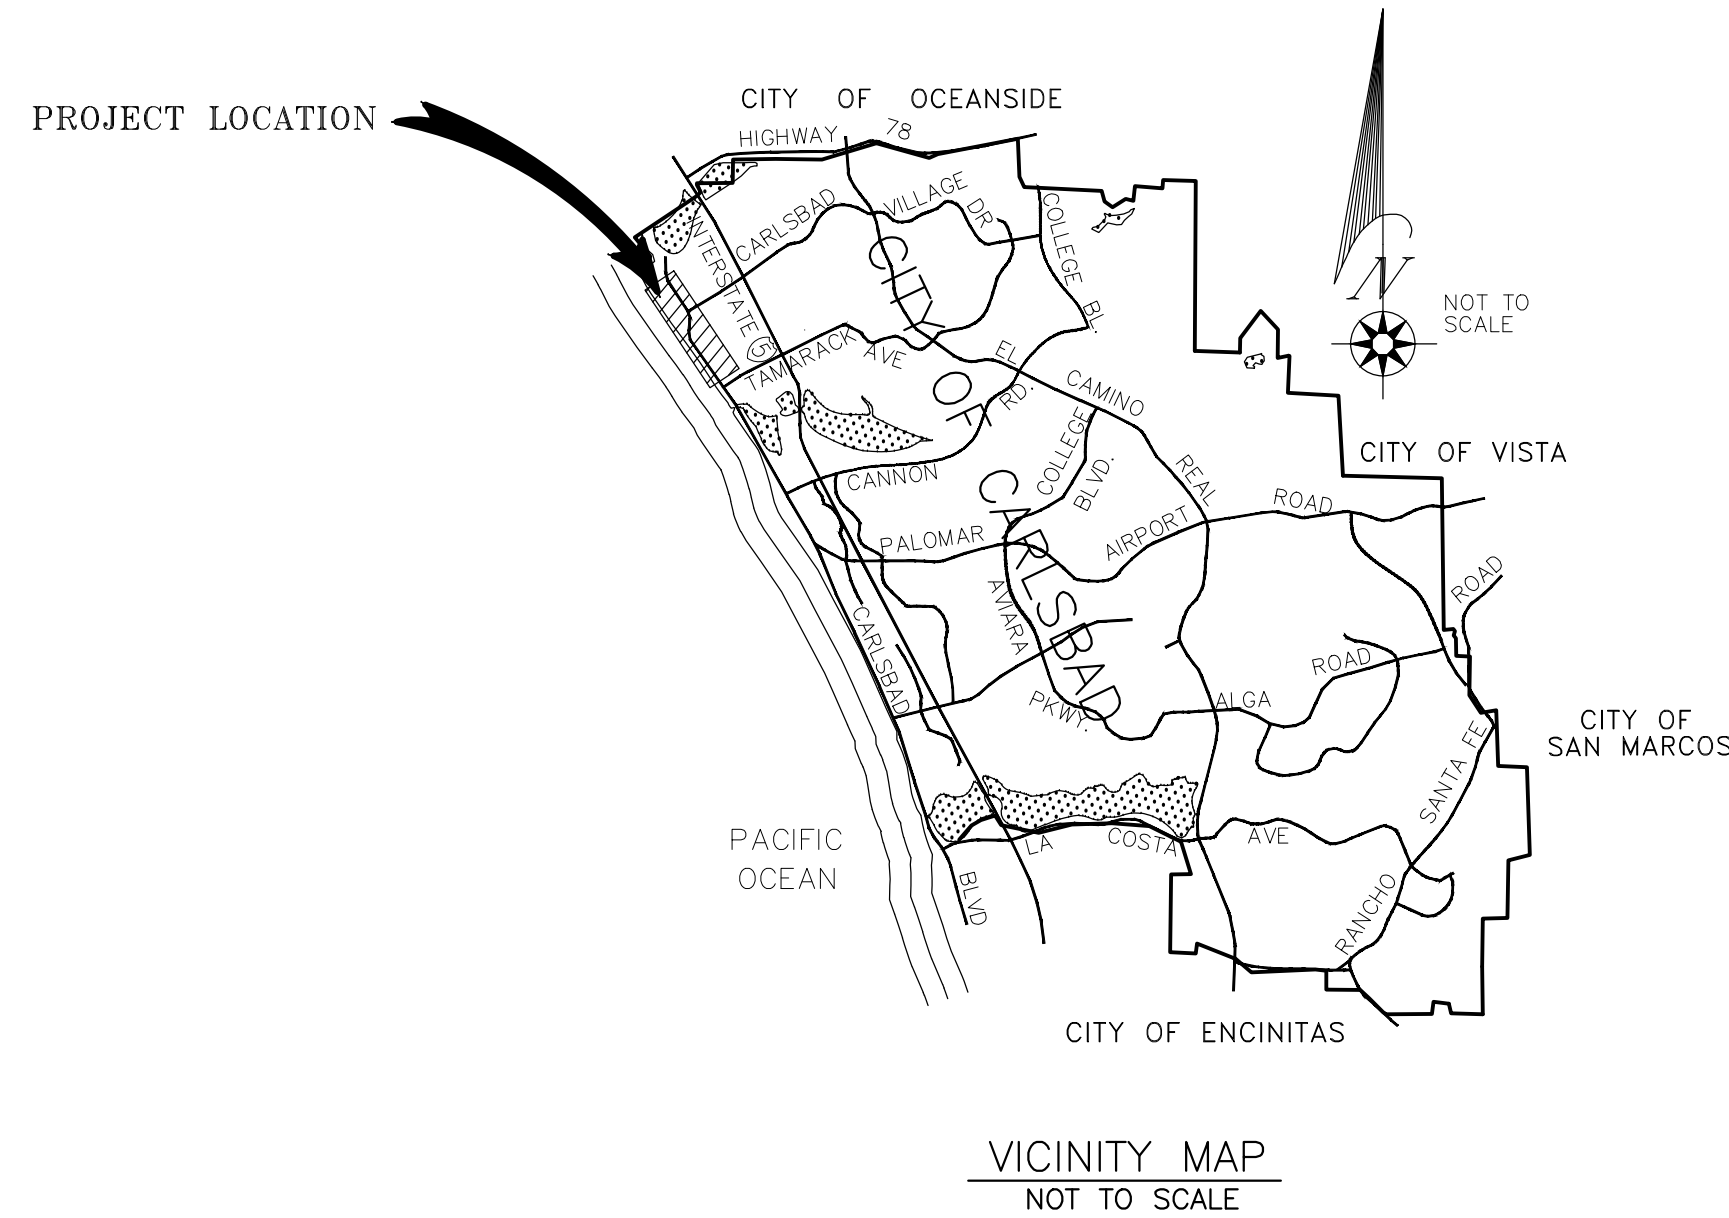 CITY OF OCEANSIDE
PROJECT LOCATION
HIGHWAY 78
CARLSBAD VILLAGE DR
COLLEGE BL.
INTERSTATE 5
N
NOT TO
SCALE
TAMARACK AVE
EL CAMINO REAL
CITY OF CARLSBAD
CANNON RD.
COLLEGE BLVD.
CITY OF VISTA
PALOMAR AIRPORT ROAD
AVIARA PKWY.
CARLSBAD BLVD
ALGA ROAD
RANCHO SANTA FE ROAD
CITY OF
SAN MARCOS
LA COSTA AVE
PACIFIC
OCEAN
CITY OF ENCINITAS
VICINITY MAP
NOT TO SCALE